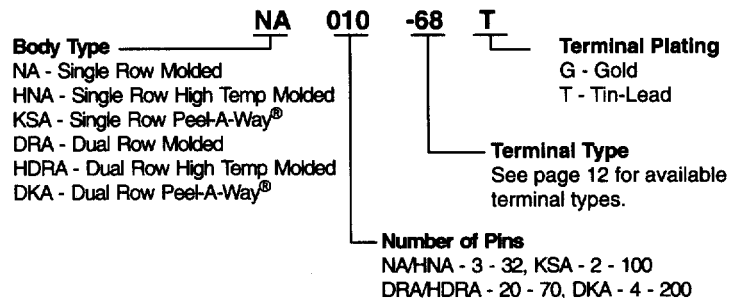 NA 010 -68 T
Body Type
NA - Single Row Molded
HNA - Single Row High Temp Molded
KSA - Single Row Peel-A-Way®
DRA - Dual Row Molded
HDRA - Dual Row High Temp Molded
DKA - Dual Row Peel-A-Way®
Terminal Plating
G - Gold
T - Tin-Lead
Terminal Type
See page 12 for available
terminal types.
Number of Pins
NA/HNA - 3 - 32, KSA - 2 - 100
DRA/HDRA - 20 - 70, DKA - 4 - 200